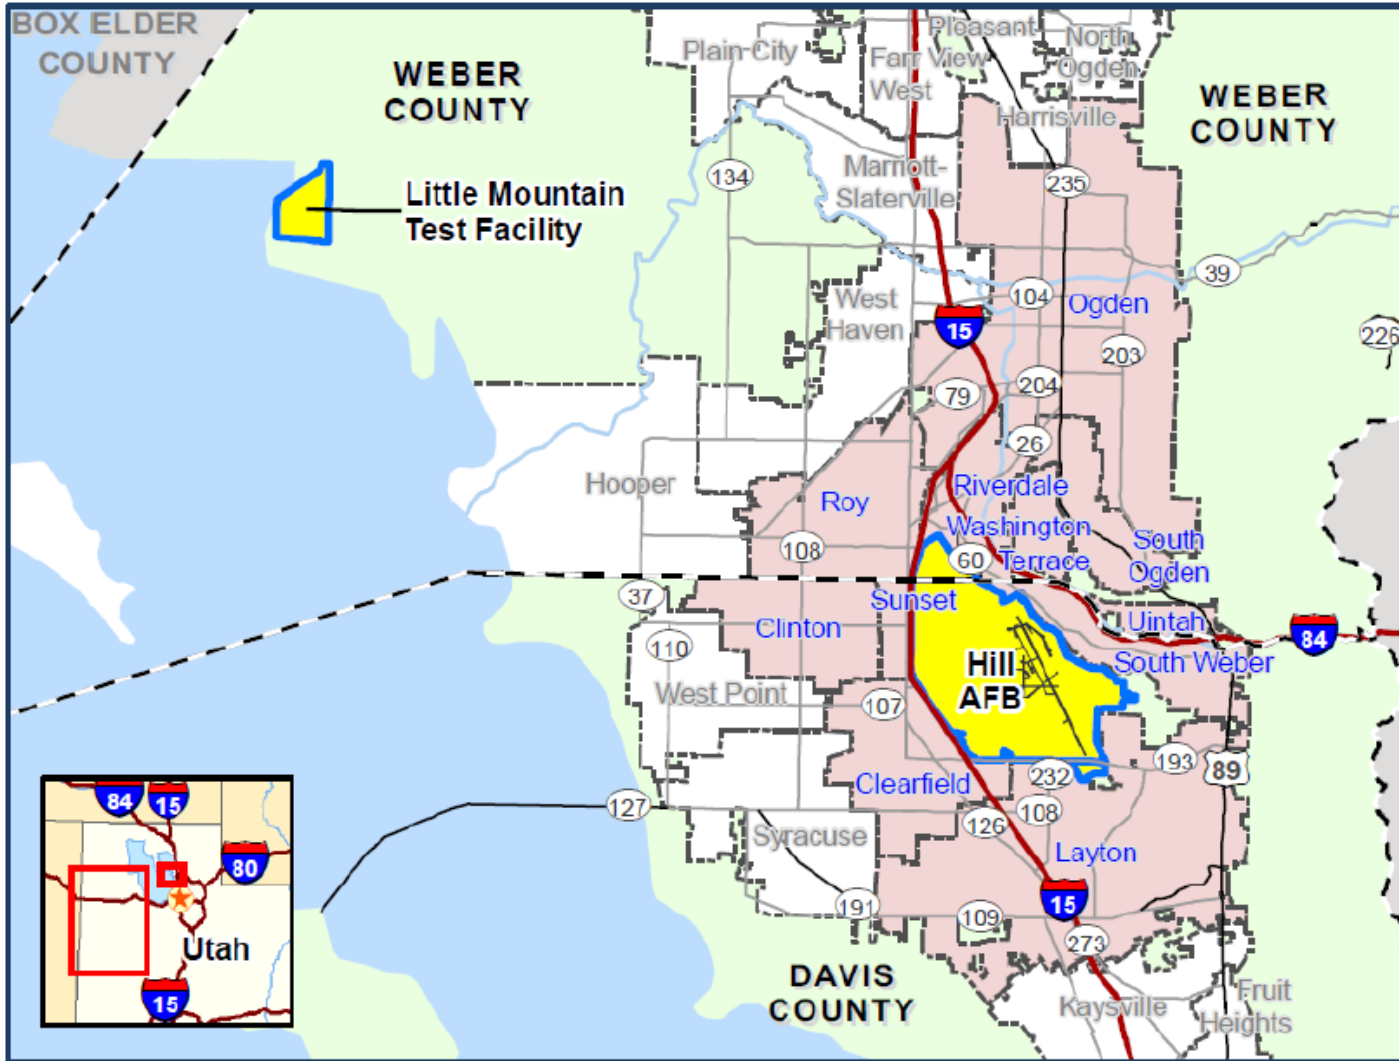 BOX ELDER
COUNTY
WEBER
COUNTY
Plain City
Pleasant
Farr View
West
North
Ogden
WEBER
COUNTY
Harrisville
Marriott-
Slaterville
134
235
Little Mountain
Test Facility
39
104
Ogden
West
Haven
15
226
203
204
79
26
Hooper
Roy
Riverdale
Washington
Terrace
South
Ogden
108
60
37
Sunset
Clinton
Uintah
84
110
Hill
AFB
South Weber
West Point
107
193
89
232
Clearfield
127
108
126
Syracuse
Layton
191
109
15
273
DAVIS
COUNTY
Kaysville
Fruit
Heights
84
15
80
Utah
15